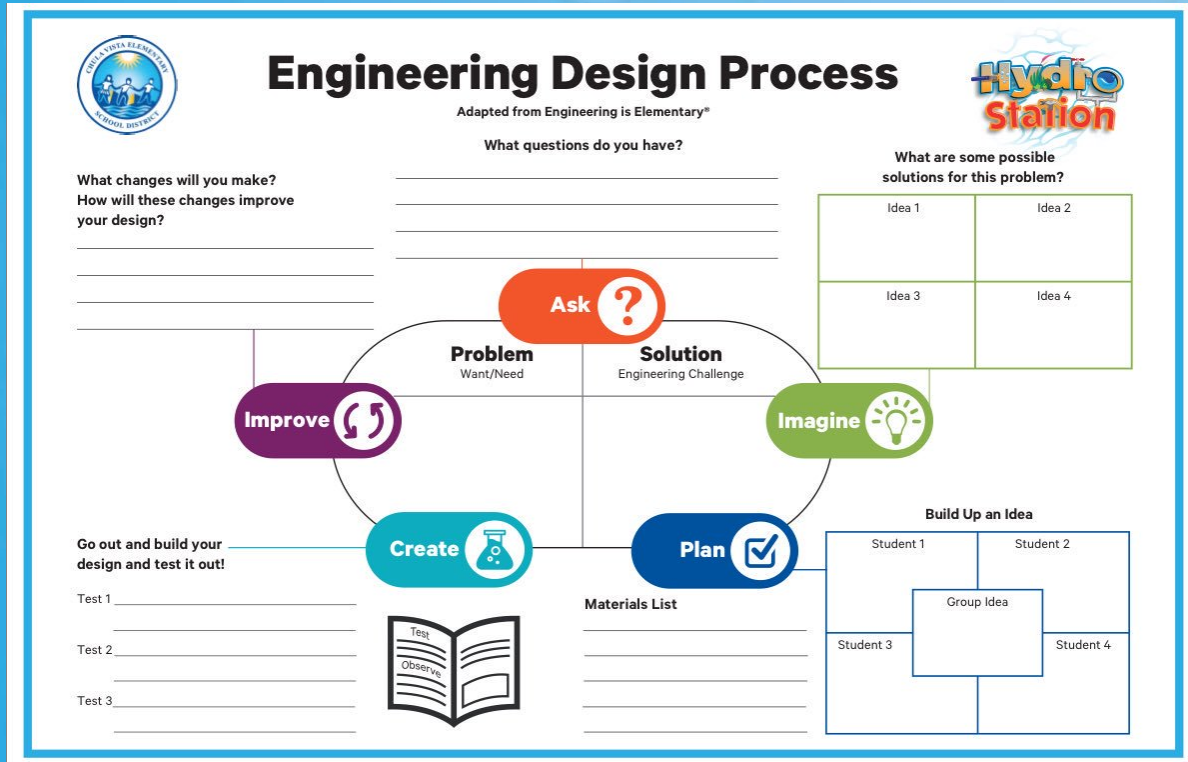 CHULA VISTA ELEMENTARY
SCHOOL DISTRICT
Engineering Design Process
Adapted from Engineering is Elementary®
Hydro
Station
What questions do you have?
What changes will you make?
How will these changes improve
your design?
What are some possible
solutions for this problem?
Idea 1
Idea 2
Idea 3
Idea 4
Ask ?
Problem
Want/Need
Solution
Engineering Challenge
Improve
Imagine
Create
Plan
Go out and build your
design and test it out!
Test 1
Test 2
Test 3
Test
Observe
Materials List
Build Up an Idea
Student 1
Student 2
Group Idea
Student 3
Student 4